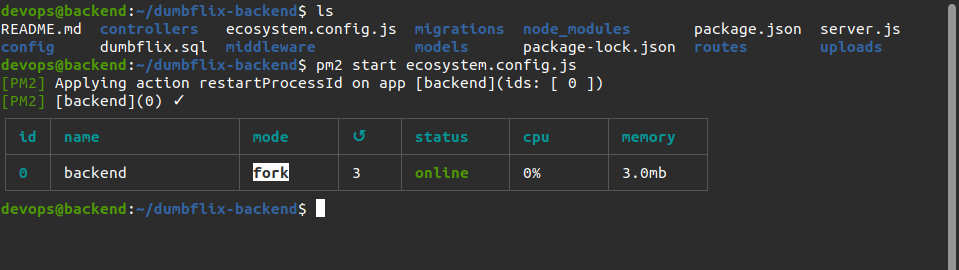 devops@backend:~/dumbflix-backend$ ls
README.md controllers ecosystem.config.js migrations node_modules package.json server.js
config dumbflix.sql middleware models package-lock.json routes uploads
devops@backend:~/dumbflix-backend$ pm2 start ecosystem.config.js
[PM2] Applying action restartProcessId on app [backend](ids: [ 0 ])
[PM2] [backend](0) ✓
id name mode ↺ status cpu memory
0 backend fork 3 online 0% 3.0mb
devops@backend:~/dumbflix-backend$